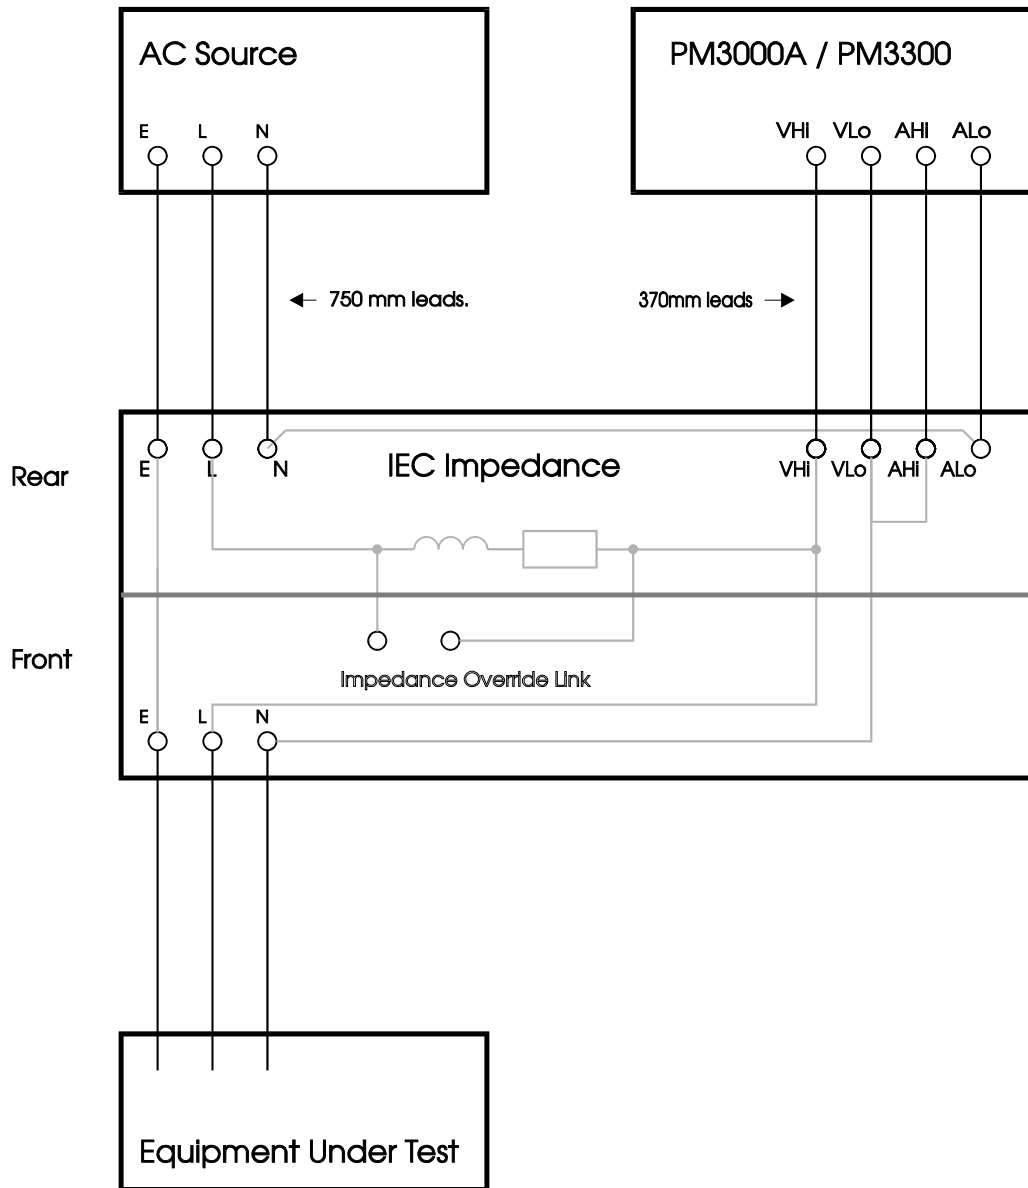 AC Source
PM3000A / PM3300
E L N
VHi VLo AHi ALo
750 mm leads.
370mm leads
Rear
E L N
IEC Impedance
VHi VLo AHi ALo
Front
Impedance Override Link
E L N
Equipment Under Test